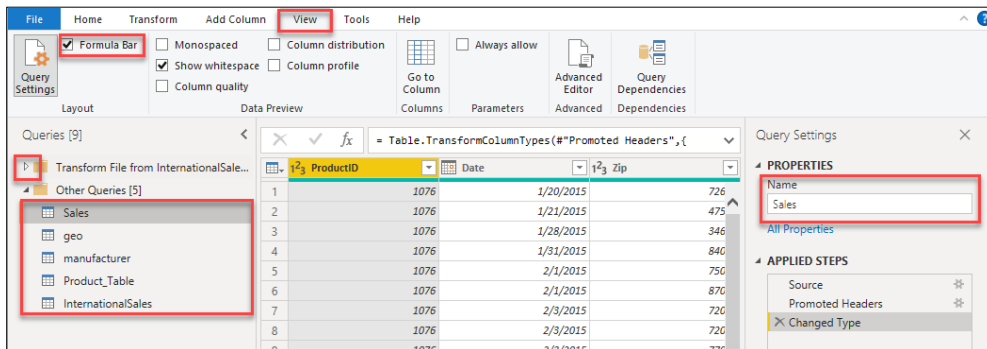 File Home Transform Add Column View Tools Help
Query Settings
Formula Bar
Layout
Monospaced
Show whitespace
Column quality
Column distribution
Column profile
Data Preview
Go to Column
Columns
Always allow
Parameters
Advanced Editor
Advanced
Query Dependencies
Dependencies
Queries [9]
Transform File from InternationalSale...
Other Queries [5]
Sales
geo
manufacturer
Product_Table
InternationalSales
fx = Table.TransformColumnTypes(#"Promoted Headers",{
1²3 ProductID Date 1²3 Zip
1 1076 1/20/2015 726
2 1076 1/21/2015 475
3 1076 1/28/2015 346
4 1076 1/31/2015 840
5 1076 2/1/2015 750
6 1076 2/1/2015 870
7 1076 2/3/2015 720
8 1076 2/3/2015 720
Query Settings
PROPERTIES
Name
Sales
All Properties
APPLIED STEPS
Source
Promoted Headers
Changed Type